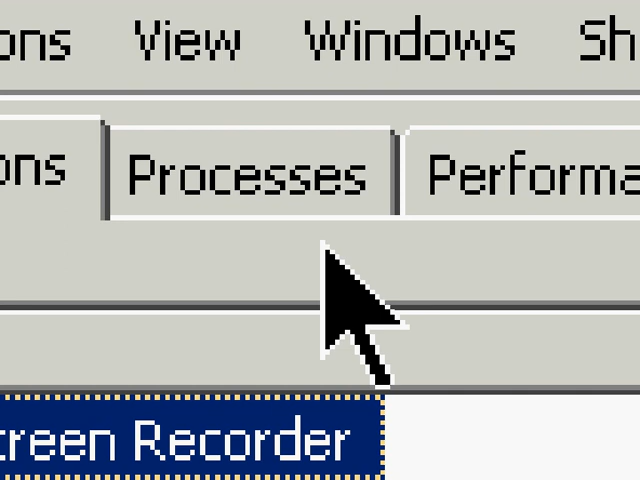 ons View Windows Sh
ons Processes Performa
creen Recorder